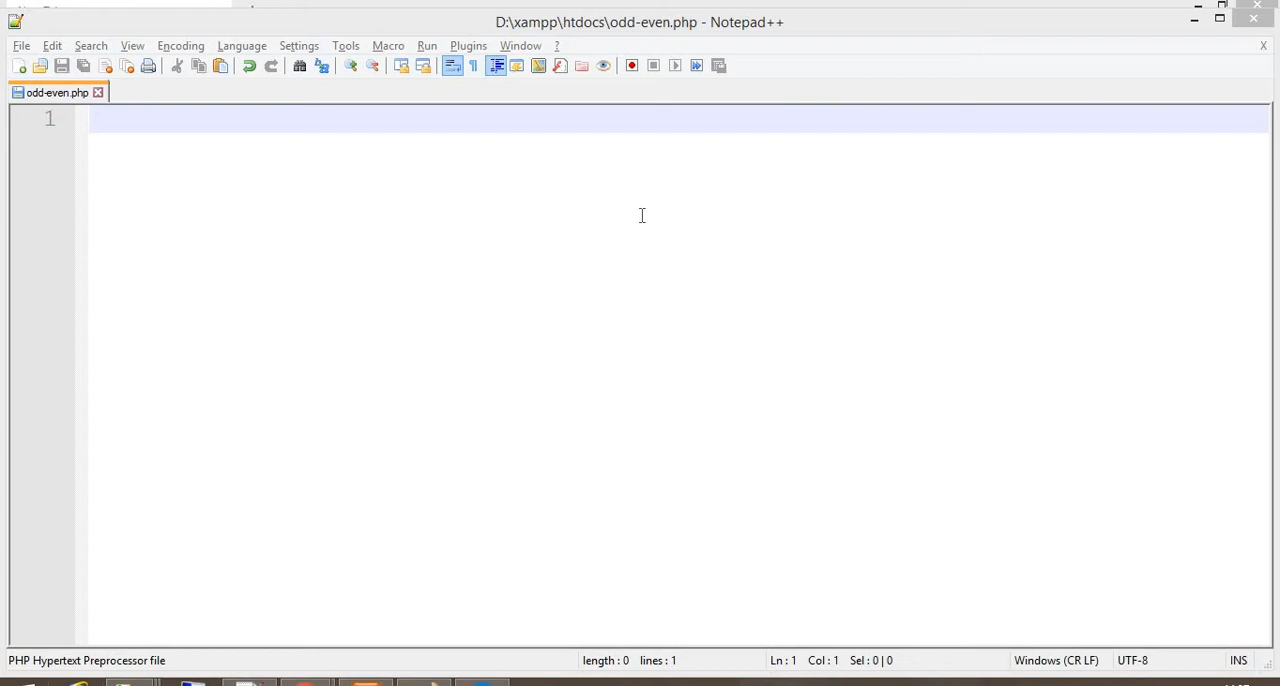 D:\xampp\htdocs\odd-even.php - Notepad++
File Edit Search View Encoding Language Settings Tools Macro Run Plugins Window ? X
odd-even.php
1
PHP Hypertext Preprocessor file length : 0 lines : 1 Ln : 1 Col : 1 Sel : 0 | 0 Windows (CR LF) UTF-8 INS